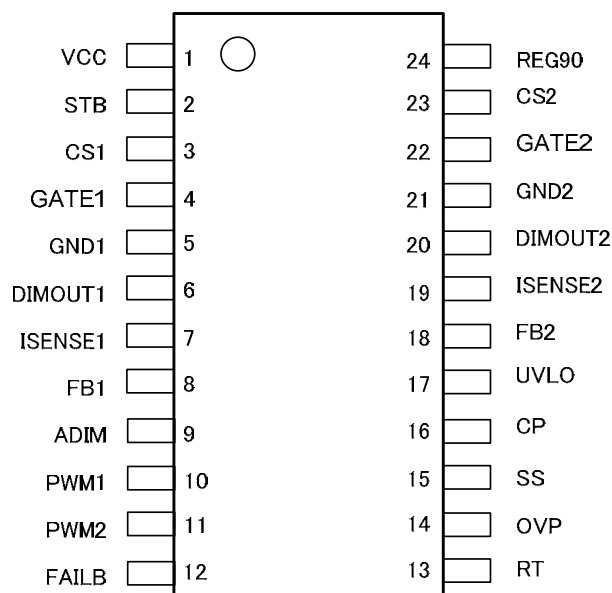 VCC 1 24 REG90
STB 2 23 CS2
CS1 3 22 GATE2
GATE1 4 21 GND2
GND1 5 20 DIMOUT2
DIMOUT1 6 19 ISENSE2
ISENSE1 7 18 FB2
FB1 8 17 UVLO
ADIM 9 16 CP
PWM1 10 15 SS
PWM2 11 14 OVP
FAILB 12 13 RT